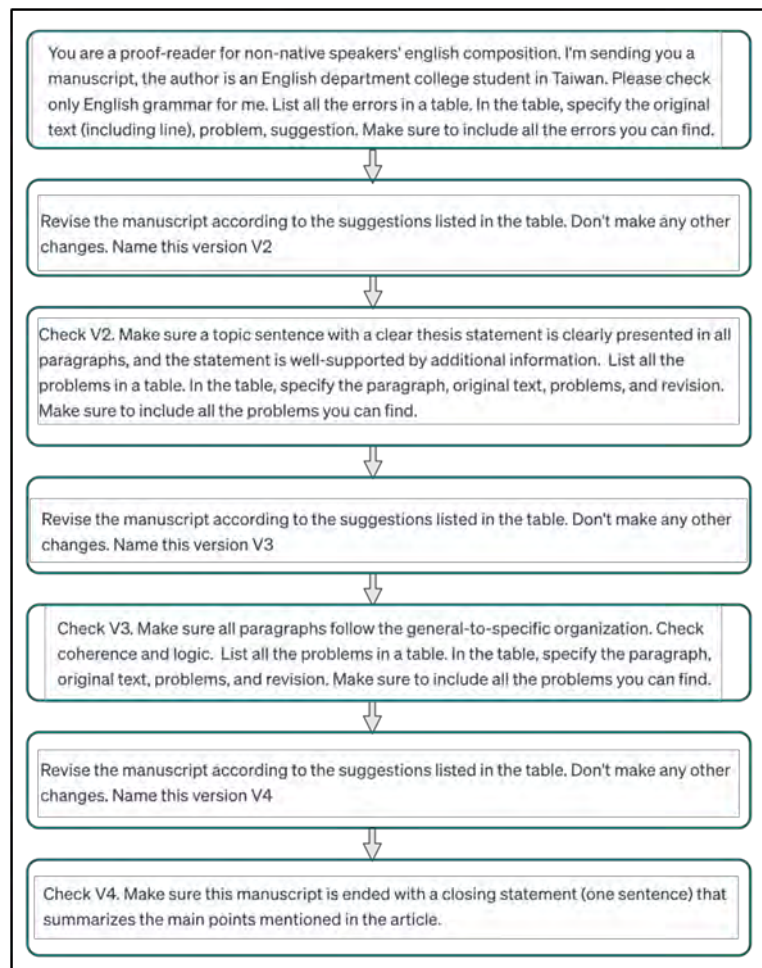 You are a proof-reader for non-native speakers' english composition. I'm sending you a
manuscript, the author is an English department college student in Taiwan. Please check
only English grammar for me. List all the errors in a table. In the table, specify the original
text (including line), problem, suggestion. Make sure to include all the errors you can find.
Revise the manuscript according to the suggestions listed in the table. Don't make any other
changes. Name this version V2
Check V2. Make sure a topic sentence with a clear thesis statement is clearly presented in all
paragraphs, and the statement is well-supported by additional information.  List all the
problems in a table. In the table, specify the paragraph, original text, problems, and revision.
Make sure to include all the problems you can find.
Revise the manuscript according to the suggestions listed in the table. Don't make any other
changes. Name this version V3
Check V3. Make sure all paragraphs follow the general-to-specific organization. Check
coherence and logic.  List all the problems in a table. In the table, specify the paragraph,
original text, problems, and revision. Make sure to include all the problems you can find.
Revise the manuscript according to the suggestions listed in the table. Don't make any other
changes. Name this version V4
Check V4. Make sure this manuscript is ended with a closing statement (one sentence) that
summarizes the main points mentioned in the article.